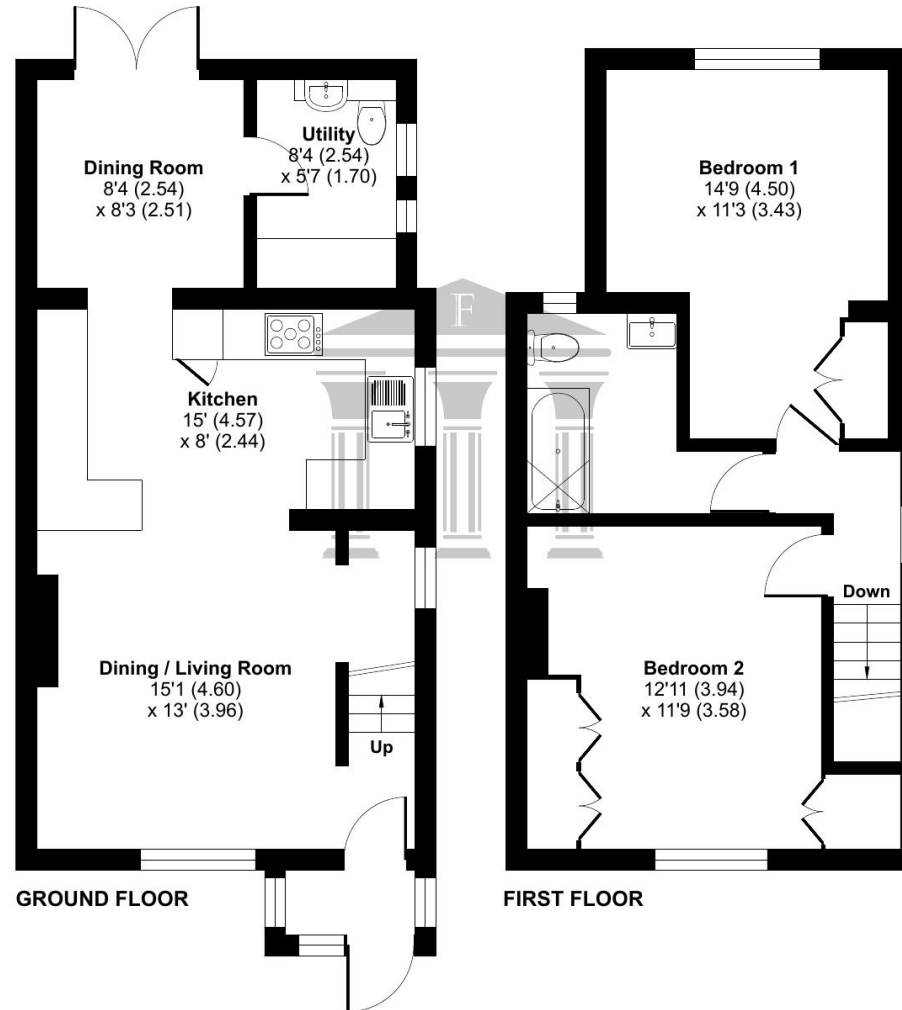 Dining Room
8'4 (2.54)
x 8'3 (2.51)
Utility
8'4 (2.54)
x 5'7 (1.70)
Kitchen
15' (4.57)
x 8' (2.44)
Dining / Living Room
15'1 (4.60)
x 13' (3.96)
Up
GROUND FLOOR
F
Bedroom 1
14'9 (4.50)
x 11'3 (3.43)
Down
Bedroom 2
12'11 (3.94)
x 11'9 (3.58)
FIRST FLOOR